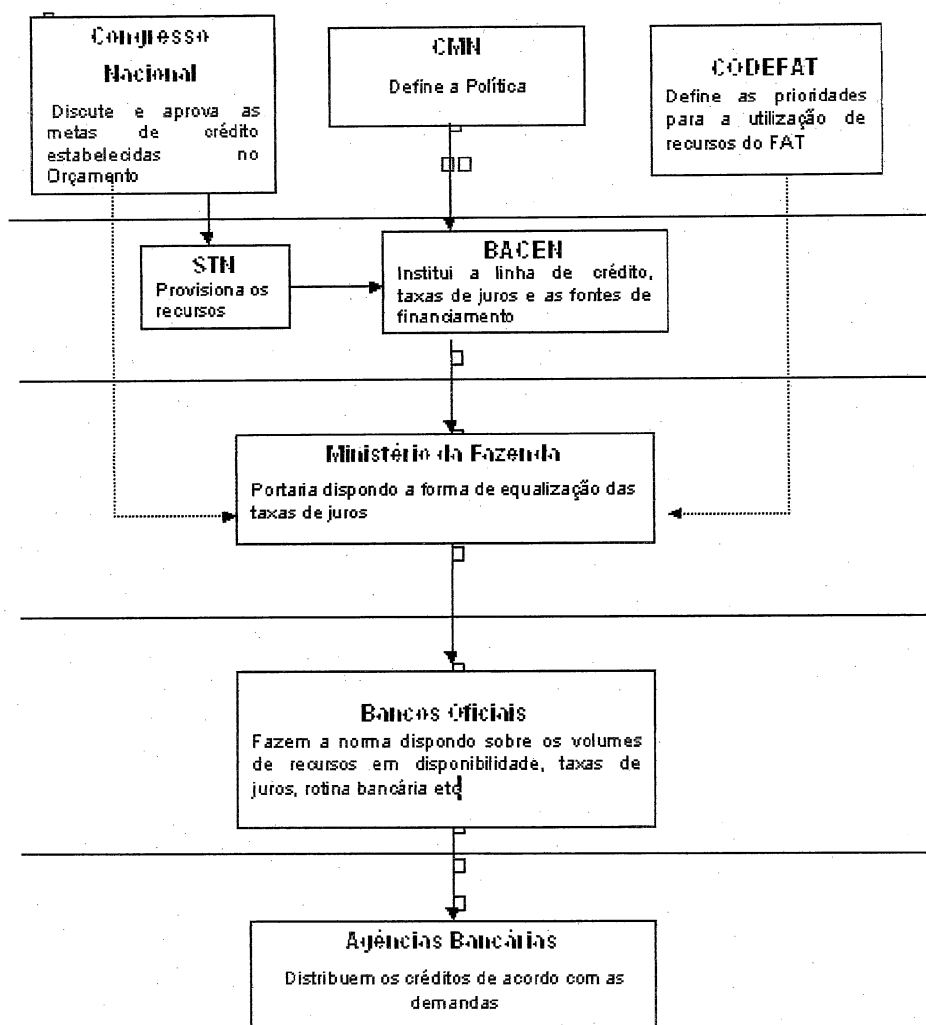 Congresso
Nacional
Discute e aprova as
metas de crédito
estabelecidas no
Orçamento
CMN
Define a Política
CODEFAT
Define as prioridades
para a utilização de
recursos do FAT
STN
Provisiona os
recursos
BACEN
Institui a linha de crédito,
taxas de juros e as fontes de
financiamento
Ministério da Fazenda
Portaria dispondo a forma de equalização das
taxas de juros
Bancos Oficiais
Fazem a norma dispondo sobre os volumes
de recursos em disponibilidade, taxas de
juros, rotina bancária etc
Agências Bancárias
Distribuem os créditos de acordo com as
demandas